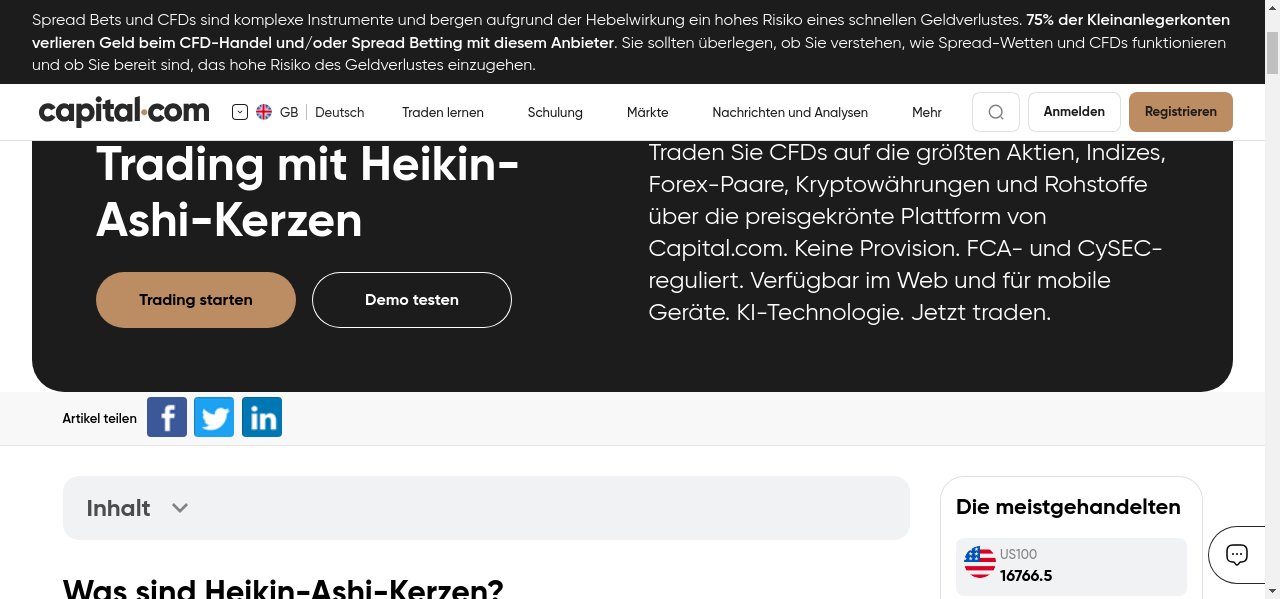 Spread Bets und CFDs sind komplexe Instrumente und bergen aufgrund der Hebelwirkung ein hohes Risiko eines schnellen Geldverlustes. 75% der Kleinanlegerkonten
verlieren Geld beim CFD-Handel und/oder Spread Betting mit diesem Anbieter. Sie sollten überlegen, ob Sie verstehen, wie Spread-Wetten und CFDs funktionieren
und ob Sie bereit sind, das hohe Risiko des Geldverlustes einzugehen.
capital.com GB Deutsch Traden lernen Schulung Märkte Nachrichten und Analysen Mehr Anmelden Registrieren
Trading mit Heikin-
Ashi-Kerzen
Trading starten Demo testen
Traden Sie CFDs auf die größten Aktien, Indizes,
Forex-Paare, Kryptowährungen und Rohstoffe
über die preisgekrönte Plattform von
Capital.com. Keine Provision. FCA- und CySEC-
reguliert. Verfügbar im Web und für mobile
Geräte. KI-Technologie. Jetzt traden.
Artikel teilen
Inhalt
Was sind Heikin-Ashi-Kerzen?
Die meistgehandelten
US100
16766.5